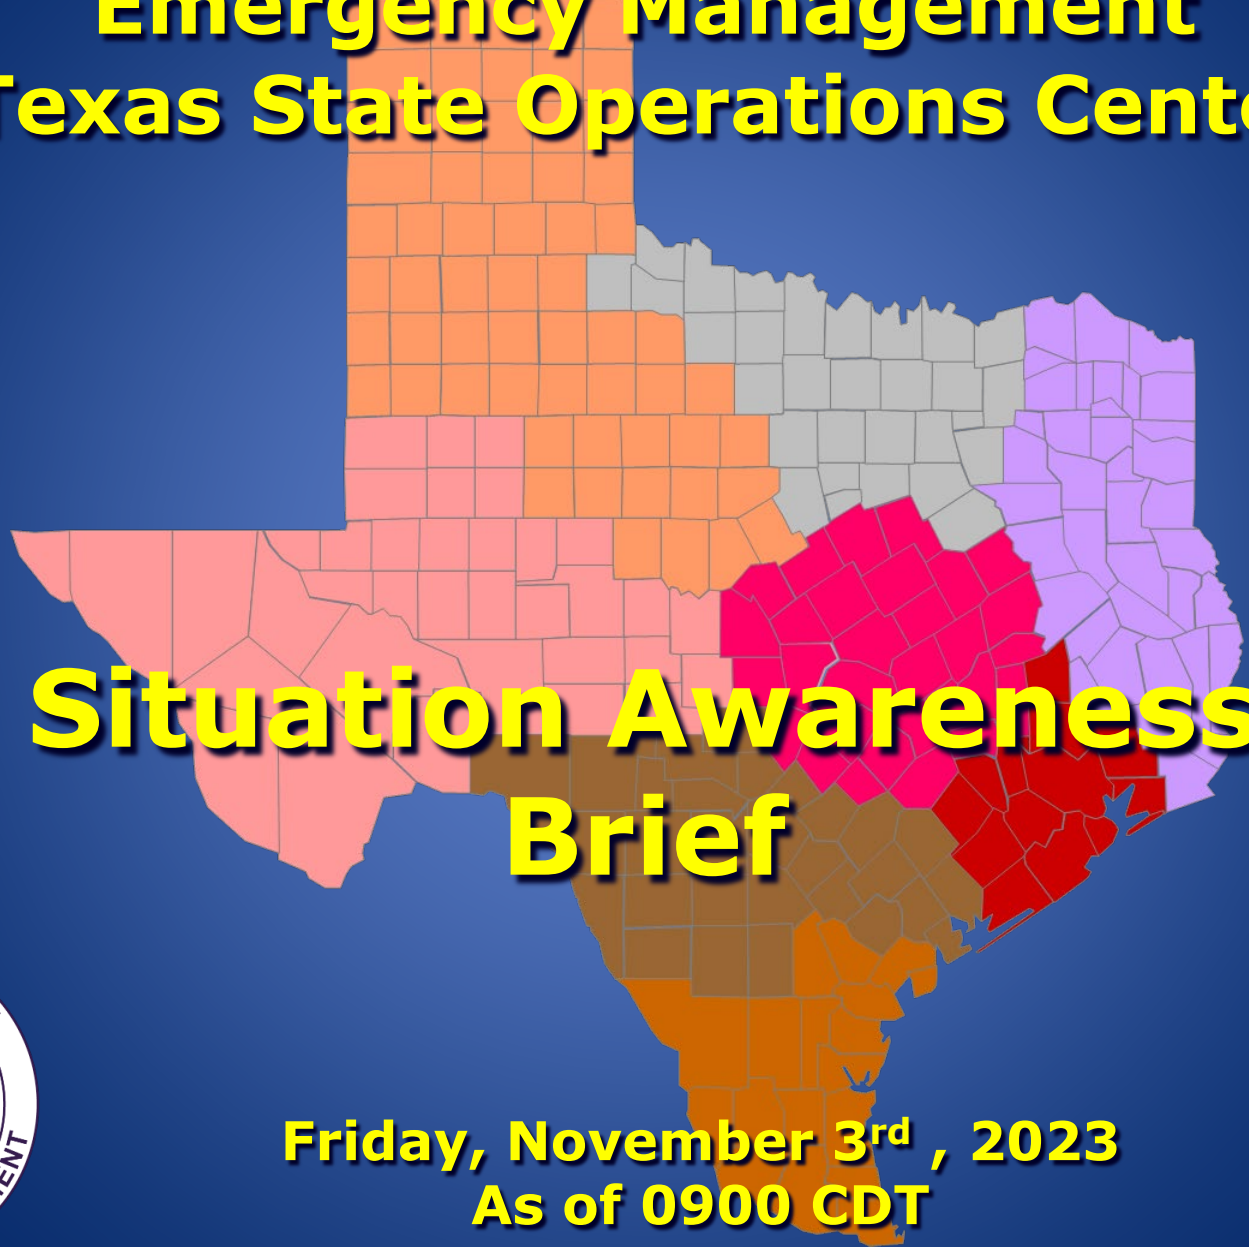 Emergency Management
Texas State Operations Cente
Situation Awareness
Brief
Friday, November 3rd , 2023
As of 0900 CDT